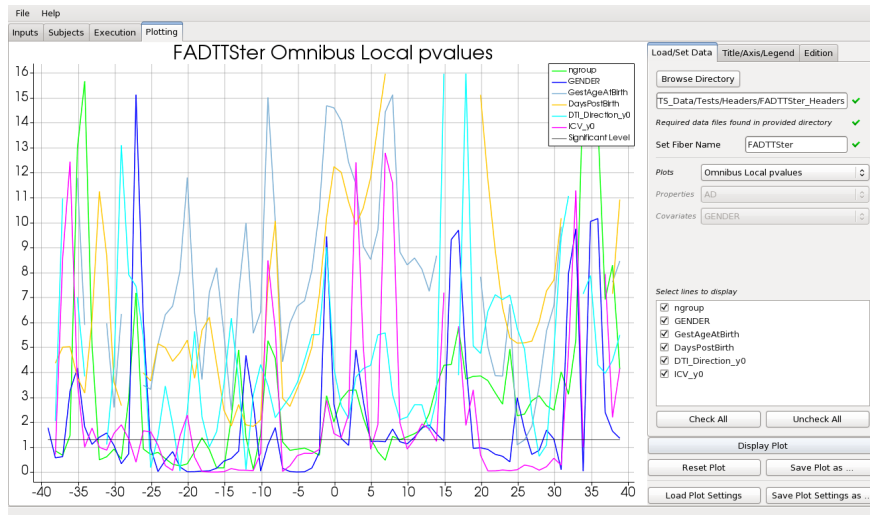 File Help
Inputs Subjects Execution Plotting
FADTTSter Omnibus Local pvalues
16
15
14
13
12
11
10
9
8
7
6
5
4
3
2
1
0
-40 -35 -30 -25 -20 -15 -10 -5 0 5 10 15 20 25 30 35 40
ngroup
GENDER
GestAgeAtBirth
DaysPostBirth
DTI_Direction_y0
ICV_y0
Significant Level
Load/Set Data Title/Axis/Legend Edition
Browse Directory
TS_Data/Tests/Headers/FADTTSter_Headers
Required data files found in provided directory
Set Fiber Name FADTTSter
Plots Omnibus Local pvalues
Properties AD
Covariates GENDER
Select lines to display
ngroup
GENDER
GestAgeAtBirth
DaysPostBirth
DTI_Direction_y0
ICV_y0
Check All Uncheck All
Display Plot
Reset Plot Save Plot as ...
Load Plot Settings Save Plot Settings as ..